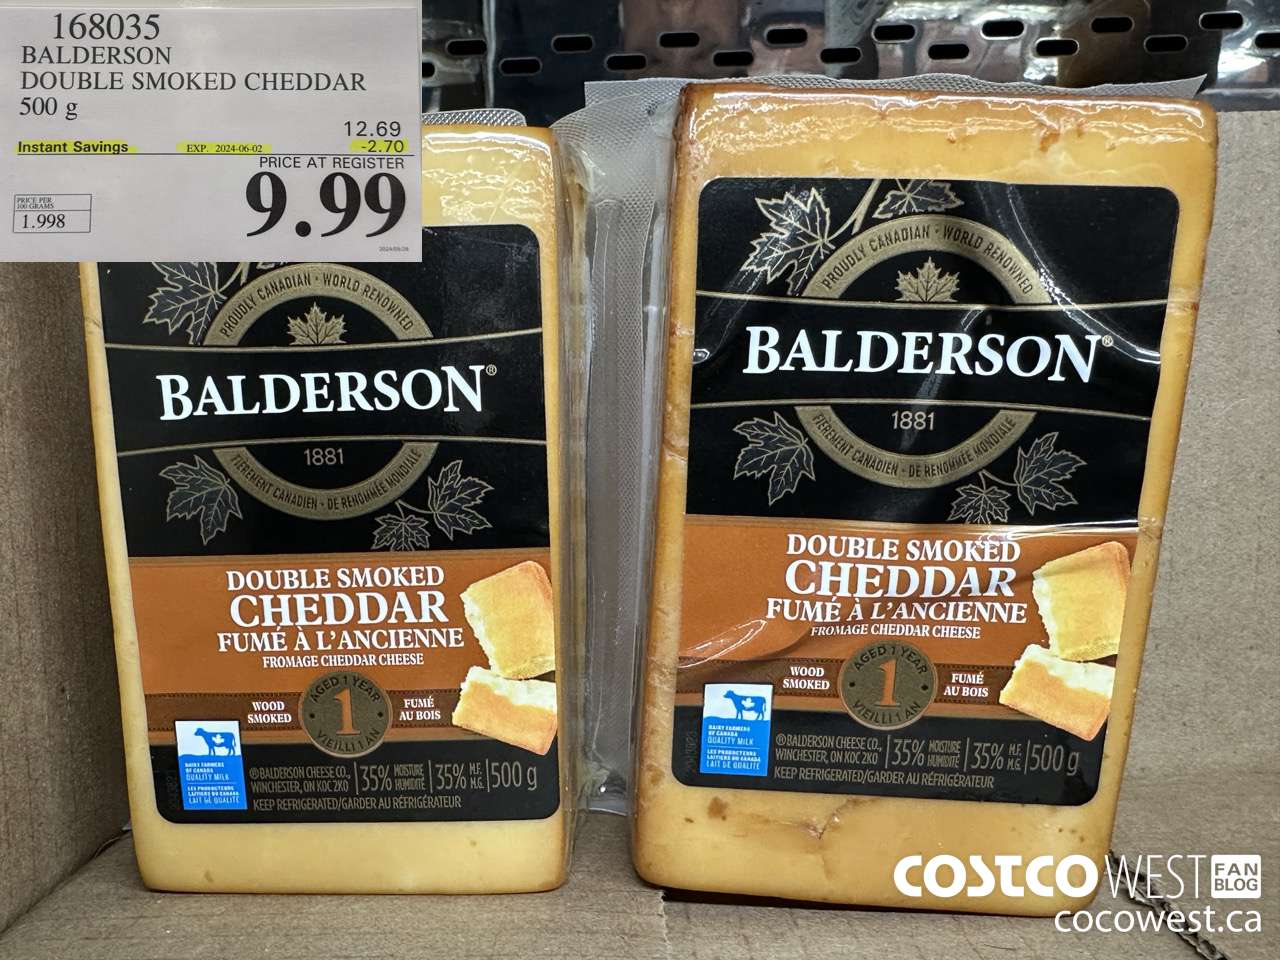 168035
BALDERSON
DOUBLE SMOKED CHEDDAR
500 g
12.69
Instant Savings EXP. 2024-06-02 -2.70
PRICE AT REGISTER
9.99
PRICE PER
100 GRAMS
1.998
PROUDLY CANADIAN · WORLD RENOWNED
BALDERSON®
1881
FIÈREMENT CANADIEN · DE RENOMMÉE MONDIALE
DOUBLE SMOKED
CHEDDAR
FUMÉ À L'ANCIENNE
FROMAGE CHEDDAR CHEESE
AGED 1 YEAR
WOOD
SMOKED
1
FUMÉ
AU BOIS
VIEILLI 1 AN
DAIRY FARMERS
OF CANADA
QUALITY MILK
LES PRODUCTEURS
LAITIERS DU CANADA
LAIT DE QUALITÉ
®BALDERSON CHEESE CO.,
WINCHESTER, ON K0C 2K0
35% MOISTURE HUMIDITÉ
35% M.F. M.G.
500 g
KEEP REFRIGERATED/GARDER AU RÉFRIGÉRATEUR
PROUDLY CANADIAN · WORLD RENOWNED
BALDERSON®
1881
FIÈREMENT CANADIEN · DE RENOMMÉE MONDIALE
DOUBLE SMOKED
CHEDDAR
FUMÉ À L'ANCIENNE
FROMAGE CHEDDAR CHEESE
AGED 1 YEAR
WOOD
SMOKED
1
FUMÉ
AU BOIS
VIEILLI 1 AN
DAIRY FARMERS
OF CANADA
QUALITY MILK
LES PRODUCTEURS
LAITIERS DU CANADA
LAIT DE QUALITÉ
®BALDERSON CHEESE CO.,
WINCHESTER, ON K0C 2K0
35% MOISTURE HUMIDITÉ
35% M.F. M.G.
500 g
KEEP REFRIGERATED/GARDER AU RÉFRIGÉRATEUR
COSTCO WEST FAN
BLOG
cocowest.ca